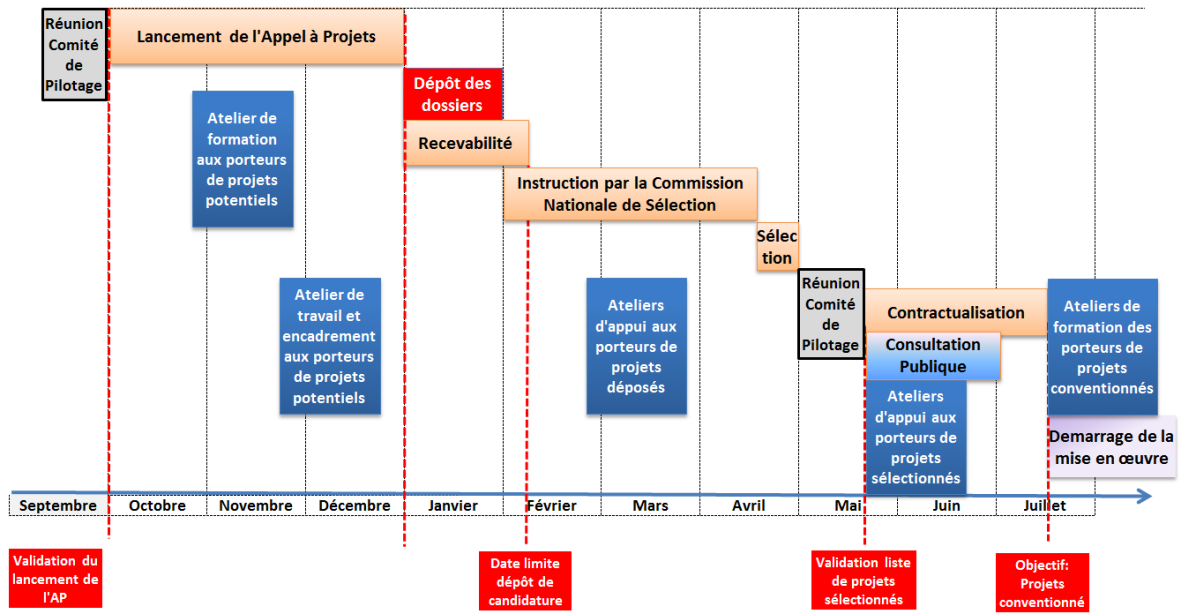 Réunion
Comité
de
Pilotage
Lancement de l'Appel à Projets
Dépôt des
dossiers
Atelier de
formation
aux porteurs
de projets
potentiels
Recevabilité
Instruction par la Commission
Nationale de Sélection
Sélec
tion
Réunion
Comité
de
Pilotage
Atelier de
travail et
encadrement
aux porteurs
de projets
potentiels
Ateliers
d'appui aux
porteurs de
projets
déposés
Contractualisation
Consultation
Publique
Ateliers
d'appui aux
porteurs de
projets
sélectionnés
Ateliers de
formation des
porteurs de
projets
conventionnés
Demarrage de la
mise en œuvre
Septembre
Octobre
Novembre
Décembre
Janvier
Février
Mars
Avril
Mai
Juin
Juillet
Validation du
lancement de
l'AP
Date limite
dépôt de
candidature
Validation liste
de projets
sélectionnés
Objectif:
Projets
conventionné